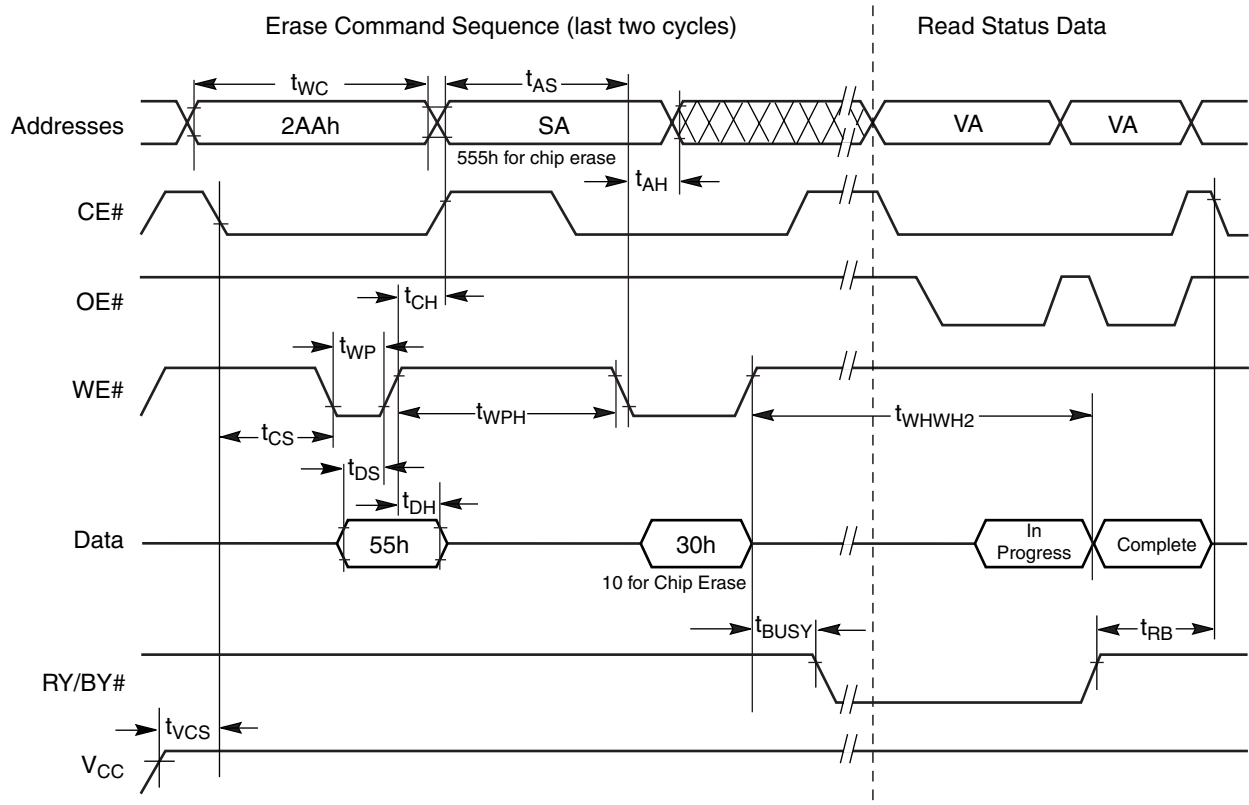 Erase Command Sequence (last two cycles)
Read Status Data
tWC
tAS
Addresses
2AAh
SA
VA
VA
555h for chip erase
tAH
CE#
OE#
tCH
tWP
WE#
tWPH
tWHWH2
tCS
tDS
tDH
Data
55h
30h
In
Progress
Complete
10 for Chip Erase
tBUSY
tRB
RY/BY#
tVCS
VCC